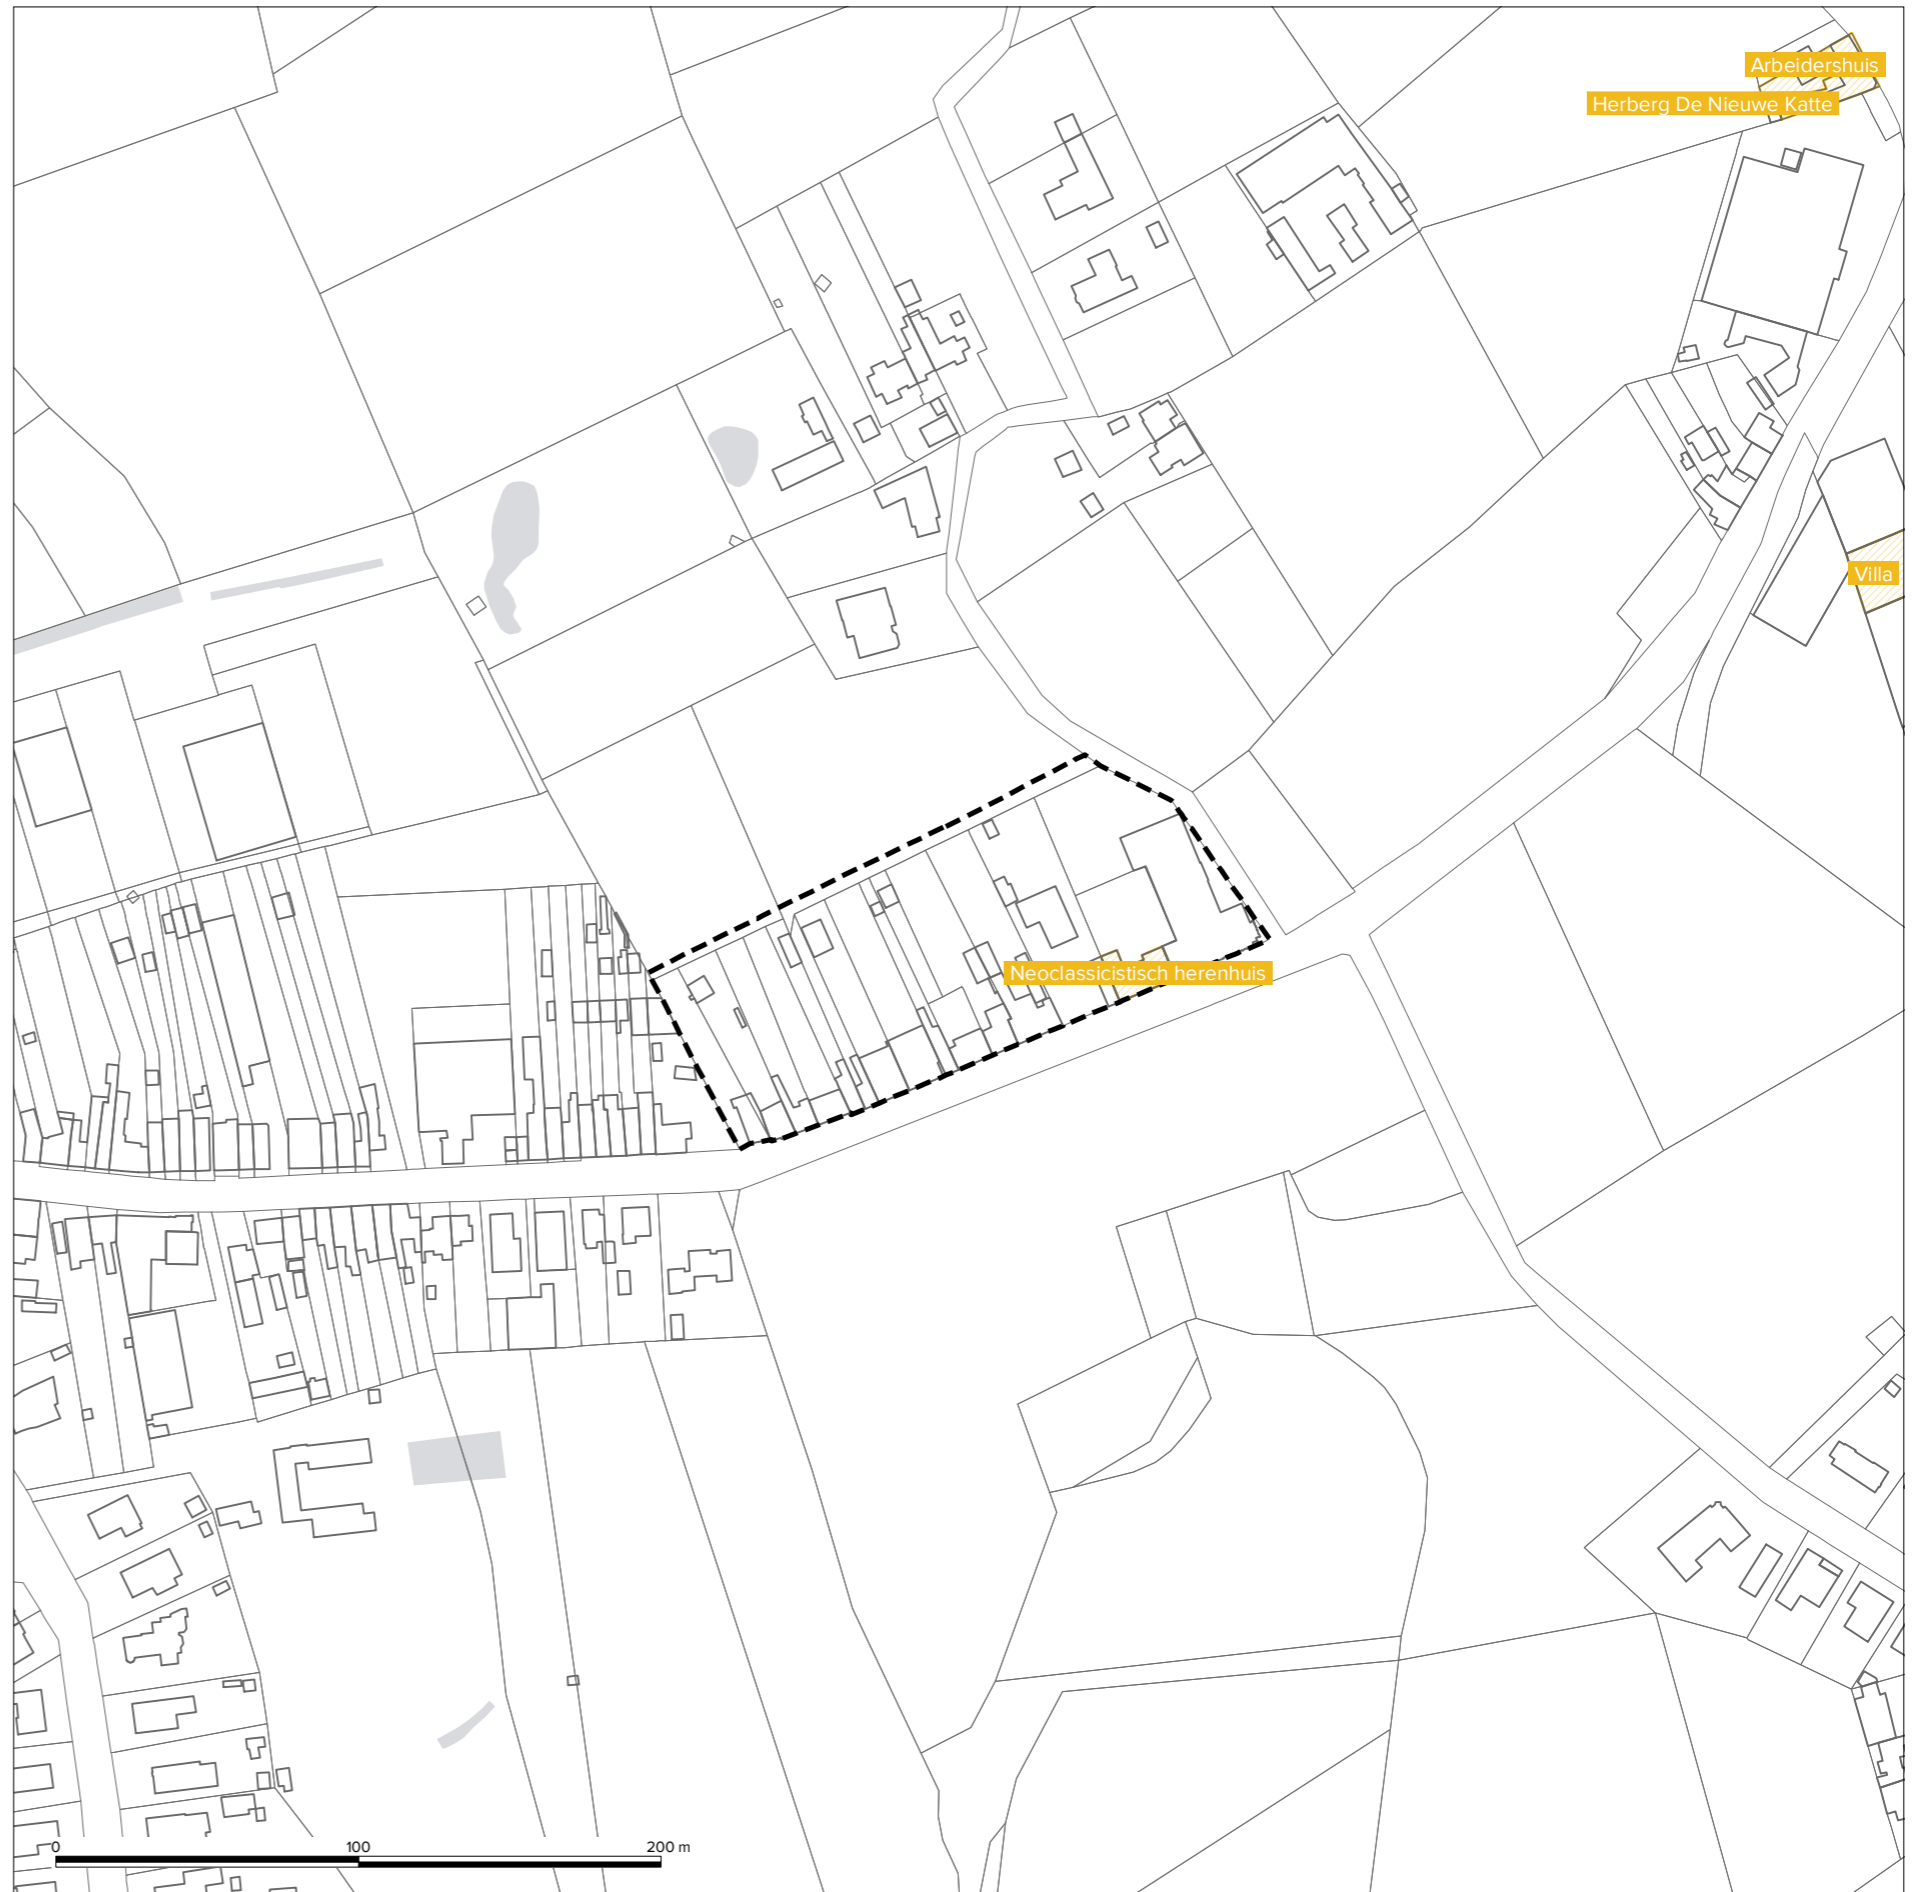 Arbeidershuis
Herberg De Nieuwe Katte
Villa
Neoclassicistisch herenhuis
0 100 200 m